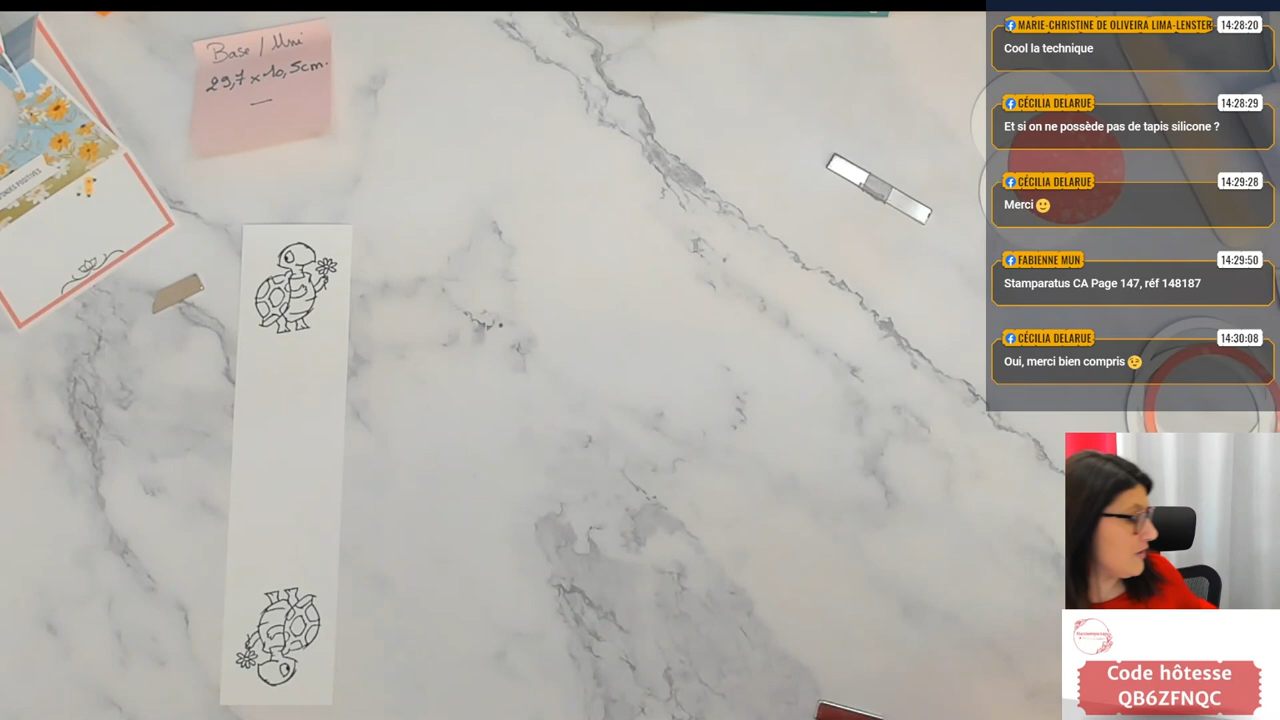 Base / Uni
29,7 x 10,5cm.
MARIE-CHRISTINE DE OLIVEIRA LIMA-LENSTER
14:28:20
Cool la technique
CÉCILIA DELARUE
14:28:29
Et si on ne possède pas de tapis silicone ?
CÉCILIA DELARUE
14:29:28
Merci 🙂
FABIENNE MUN
14:29:50
Stamparatus CA Page 147, réf 148187
CÉCILIA DELARUE
14:30:08
Oui, merci bien compris 😉
Code hôtesse
QB6ZFNQC